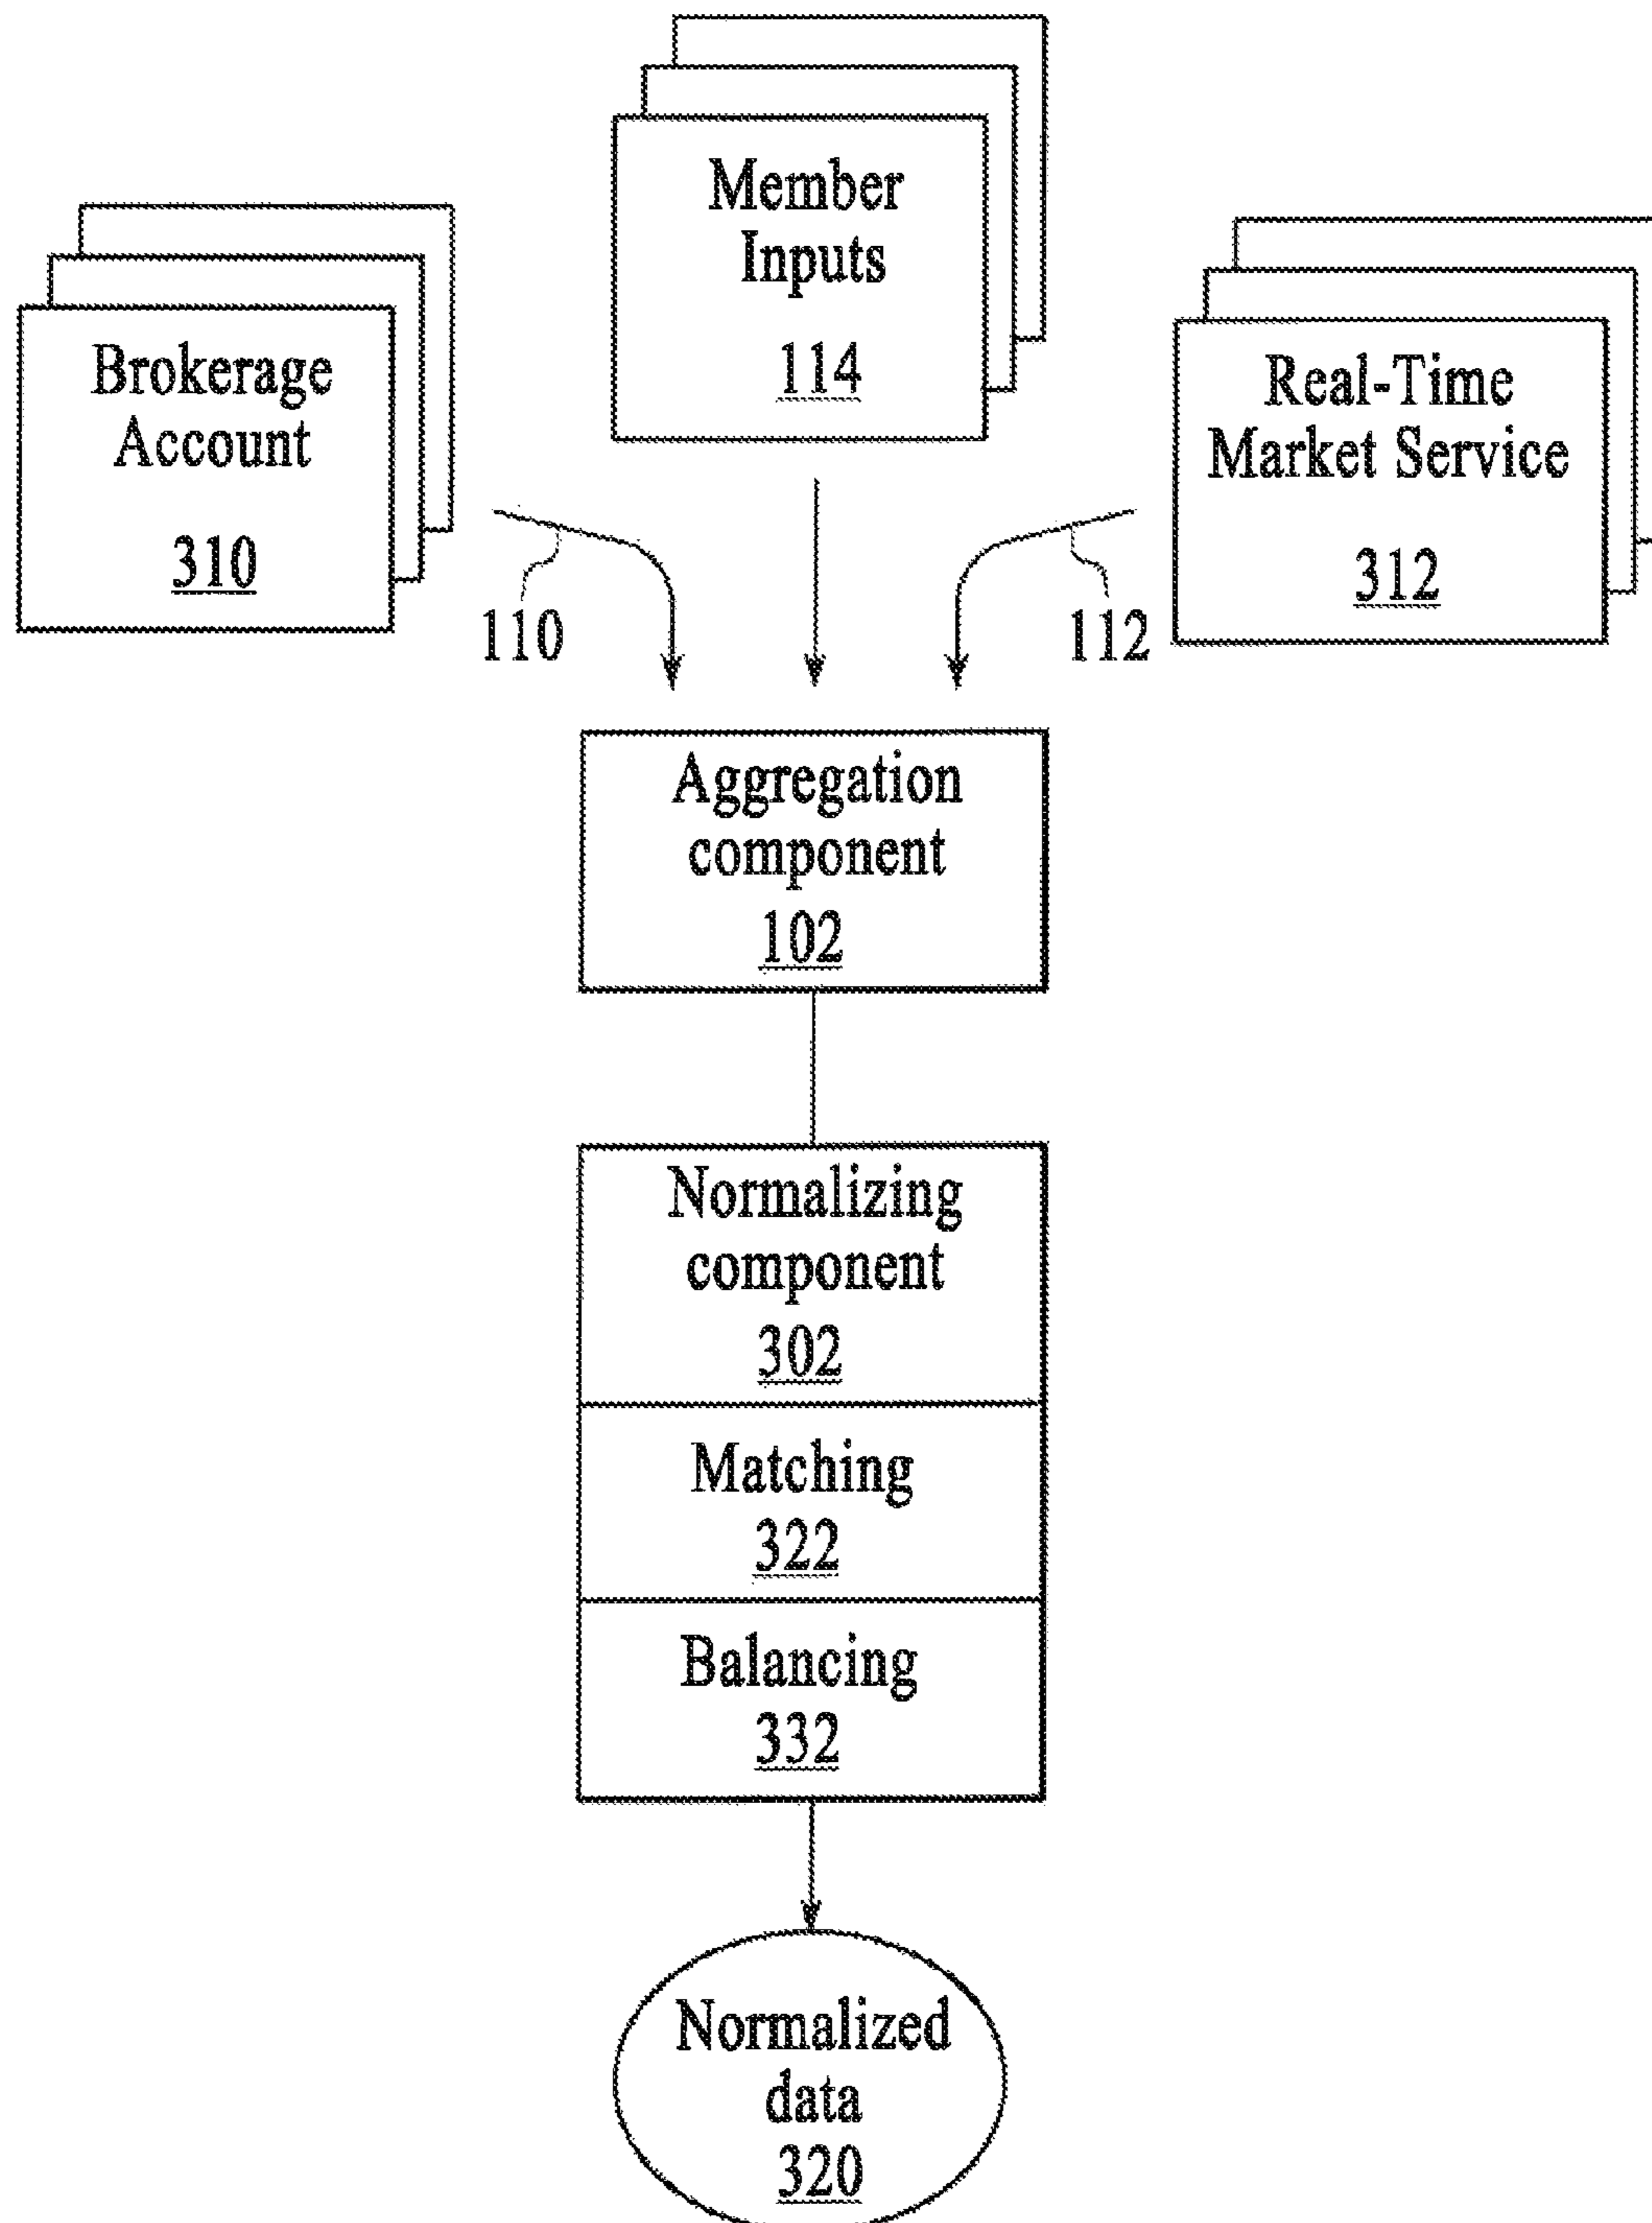 Member
Inputs
114
Brokerage
Account
310
Real-Time
Market Service
312
110
112
Aggregation
component
102
Normalizing
component
302
Matching
322
Balancing
332
Normalized
data
320